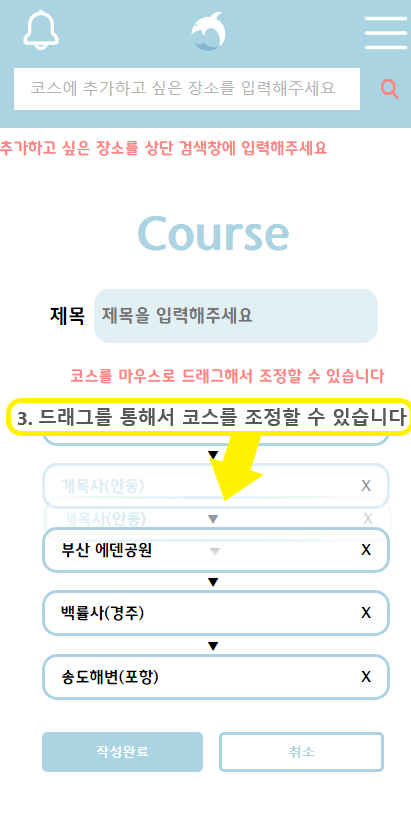 코스에 추가하고 싶은 장소를 입력해주세요
추가하고 싶은 장소를 상단 검색창에 입력해주세요
Course
제목 제목을 입력해주세요
코스를 마우스로 드래그해서 조정할 수 있습니다
3. 드래그를 통해서 코스를 조정할 수 있습니다
▼
개목사(안동) X
개목사(안동) X
▼
부산 에덴공원 X
▼
▼
백률사(경주) X
▼
송도해변(포항) X
작성완료 취소